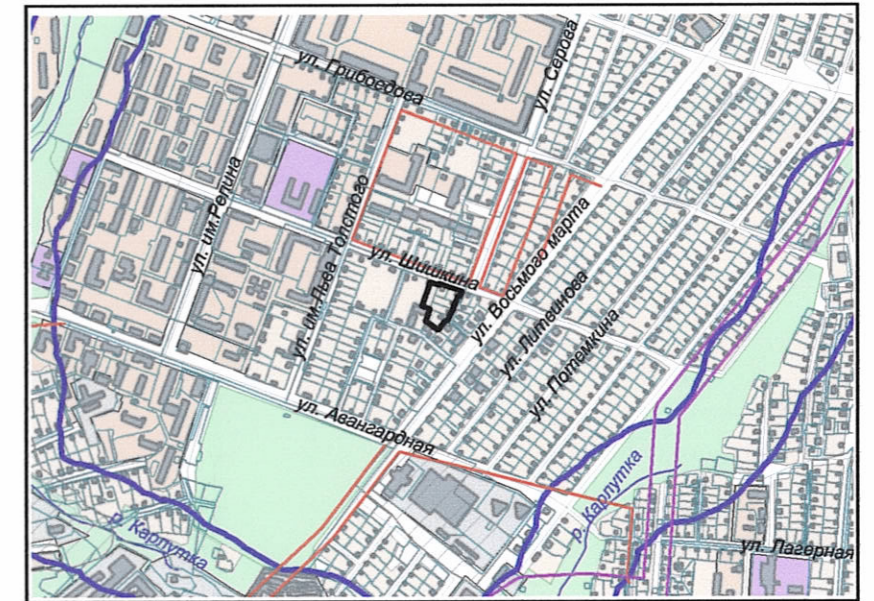 ул. Грибоедова
ул. Серова
ул. им.Репина
ул. им.Льва Толстого
ул. Шишкина
ул. Восьмого марта
ул. Литвинова
ул. Потемкина
ул. Авангардная
р. Карлутка
р. Карлутка
ул. Лагерная